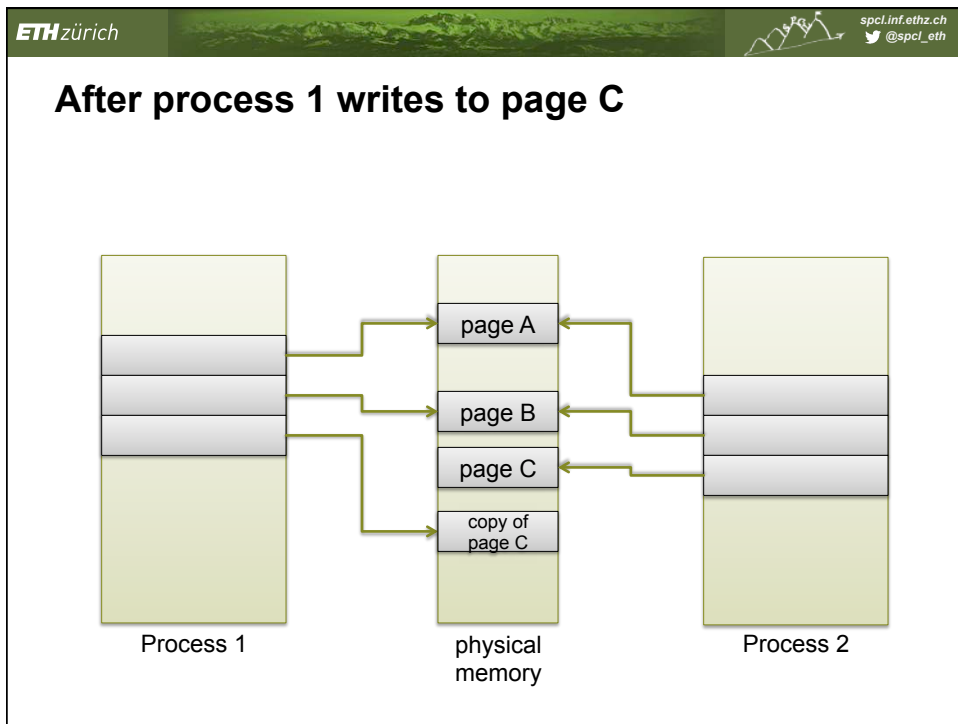 ETH zürich
spcl.inf.ethz.ch
@spcl_eth
After process 1 writes to page C
page A
page B
page C
copy of
page C
Process 1
physical
memory
Process 2